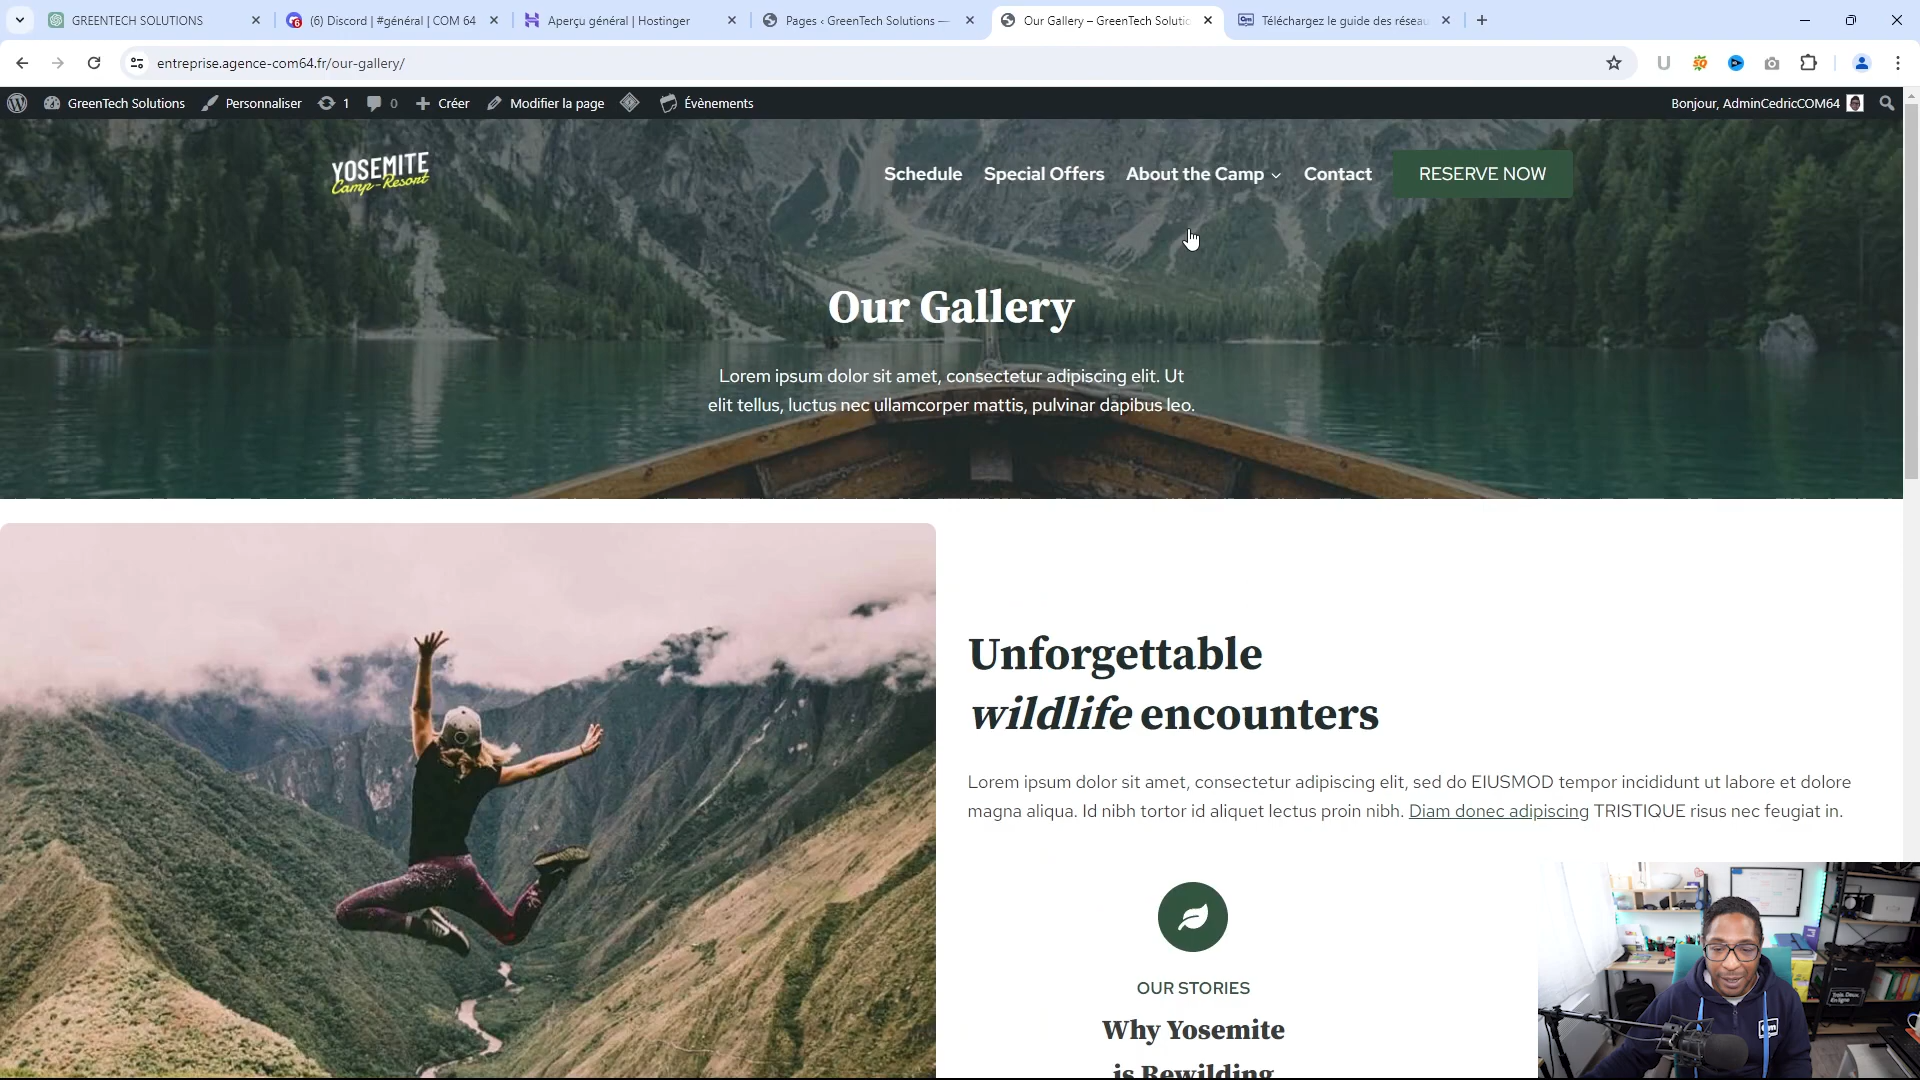 GREENTECH SOLUTIONS
(6) Discord | #général | COM 64
Aperçu général | Hostinger
Pages ‹ GreenTech Solutions —
Our Gallery – GreenTech Solutio
Téléchargez le guide des réseau
entreprise.agence-com64.fr/our-gallery/
GreenTech Solutions
Personnaliser
1
0
Créer
Modifier la page
Évènements
Bonjour, AdminCedricCOM64
YOSEMITE
Camp-Resort
Schedule
Special Offers
About the Camp
Contact
RESERVE NOW
Our Gallery
Lorem ipsum dolor sit amet, consectetur adipiscing elit. Ut
elit tellus, luctus nec ullamcorper mattis, pulvinar dapibus leo.
Unforgettable
wildlife encounters
Lorem ipsum dolor sit amet, consectetur adipiscing elit, sed do EIUSMOD tempor incididunt ut labore et dolore
magna aliqua. Id nibh tortor id aliquet lectus proin nibh. Diam donec adipiscing TRISTIQUE risus nec feugiat in.
OUR STORIES
Why Yosemite
is Rewilding